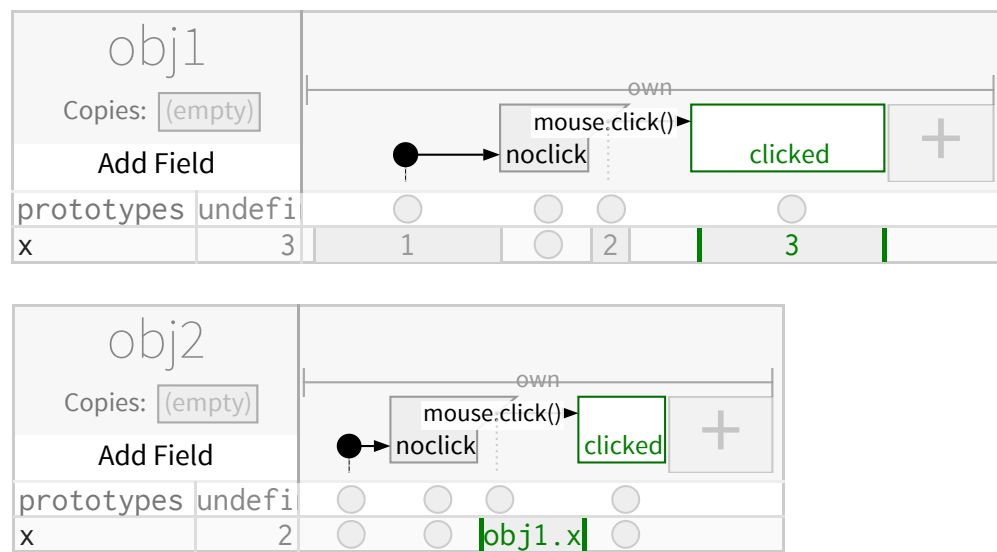 obj1
own
Copies: (empty)
mouse.click()
noclick
clicked
+
Add Field
prototypes undefi
x 3 1 2 3
obj2
own
Copies: (empty)
mouse.click()
noclick
clicked
+
Add Field
prototypes undefi
x 2 obj1.x